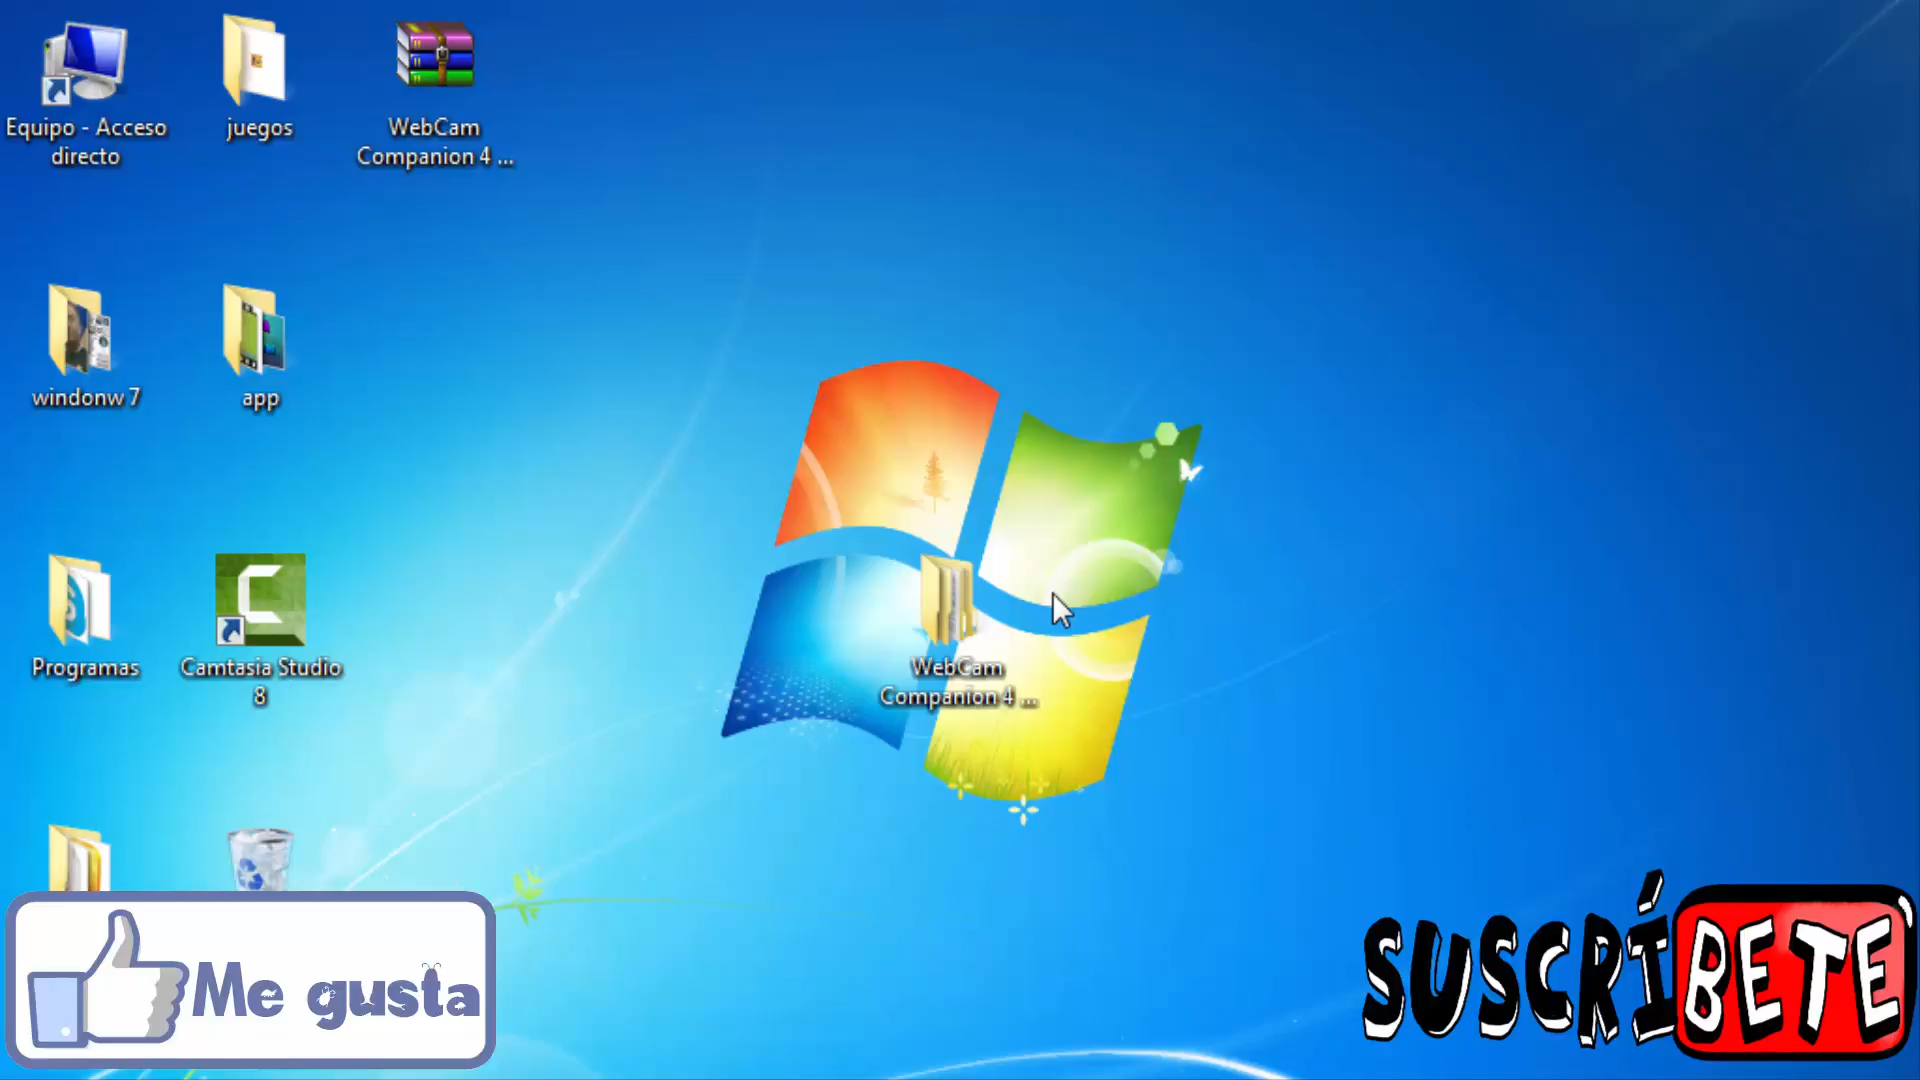 Equipo - Acceso
directo
juegos
WebCam
Companion 4 ...
windonw 7
app
Programas
Camtasia Studio
8
WebCam
Companion 4 ...
Me gusta
SUSCRÍBETE